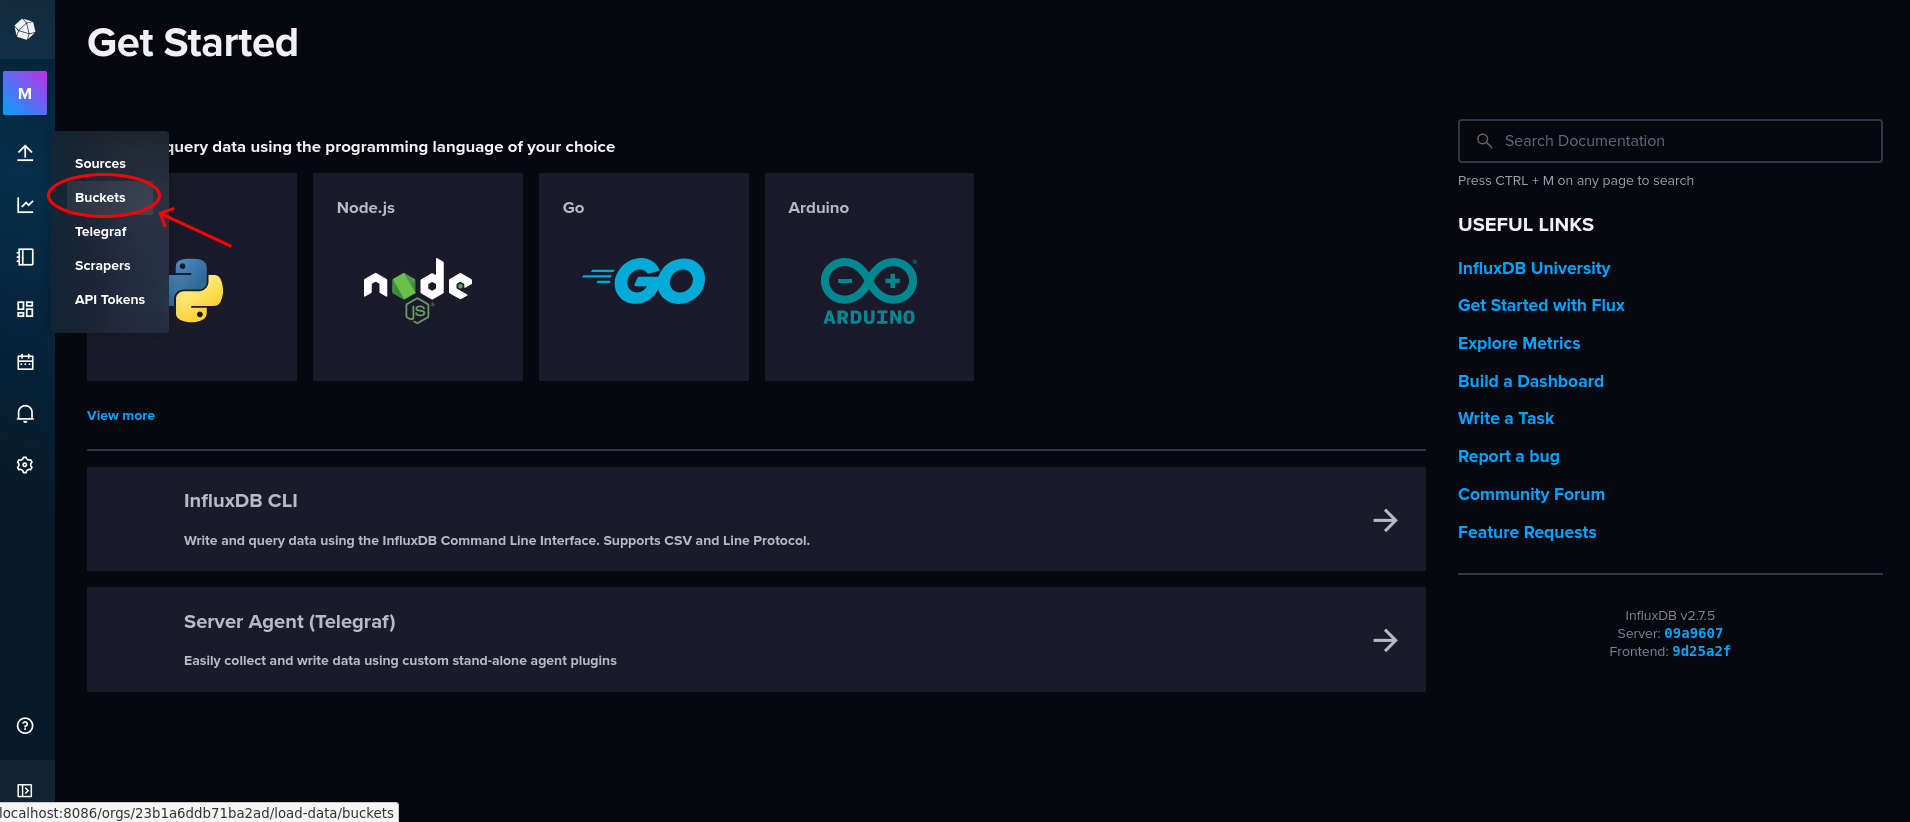 Get Started
M
Sources
Buckets
Telegraf
Scrapers
API Tokens
query data using the programming language of your choice
Node.js
node
JS
Go
GO
Arduino
ARDUINO
View more
InfluxDB CLI
Write and query data using the InfluxDB Command Line Interface. Supports CSV and Line Protocol.
Server Agent (Telegraf)
Easily collect and write data using custom stand-alone agent plugins
Search Documentation
Press CTRL + M on any page to search
USEFUL LINKS
InfluxDB University
Get Started with Flux
Explore Metrics
Build a Dashboard
Write a Task
Report a bug
Community Forum
Feature Requests
InfluxDB v2.7.5
Server: 09a9607
Frontend: 9d25a2f
localhost:8086/orgs/23b1a6ddb71ba2ad/load-data/buckets